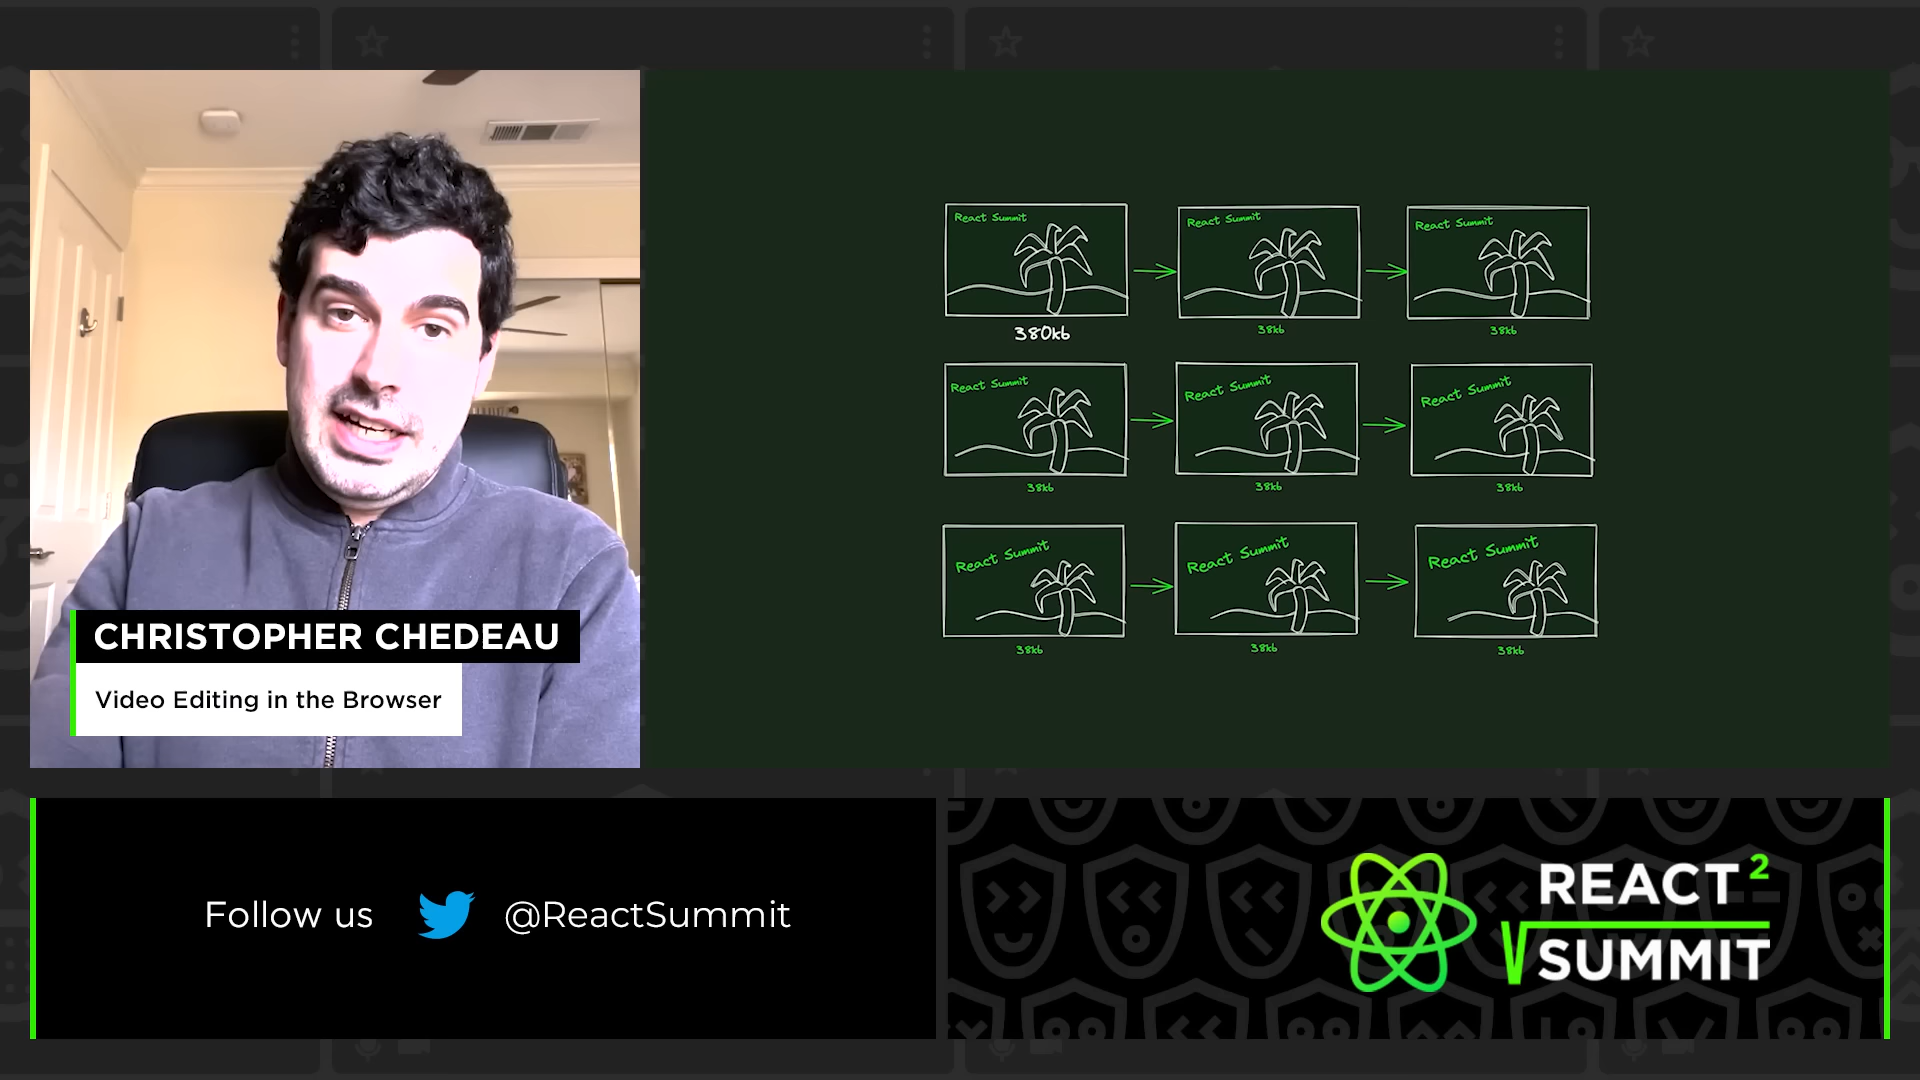 React Summit
React Summit
React Summit
380kb
38kb
38kb
React Summit
React Summit
React Summit
38kb
38kb
38kb
React Summit
React Summit
React Summit
38kb
38kb
38kb
CHRISTOPHER CHEDEAU
Video Editing in the Browser
Follow us
@ReactSummit
REACT 2
SUMMIT